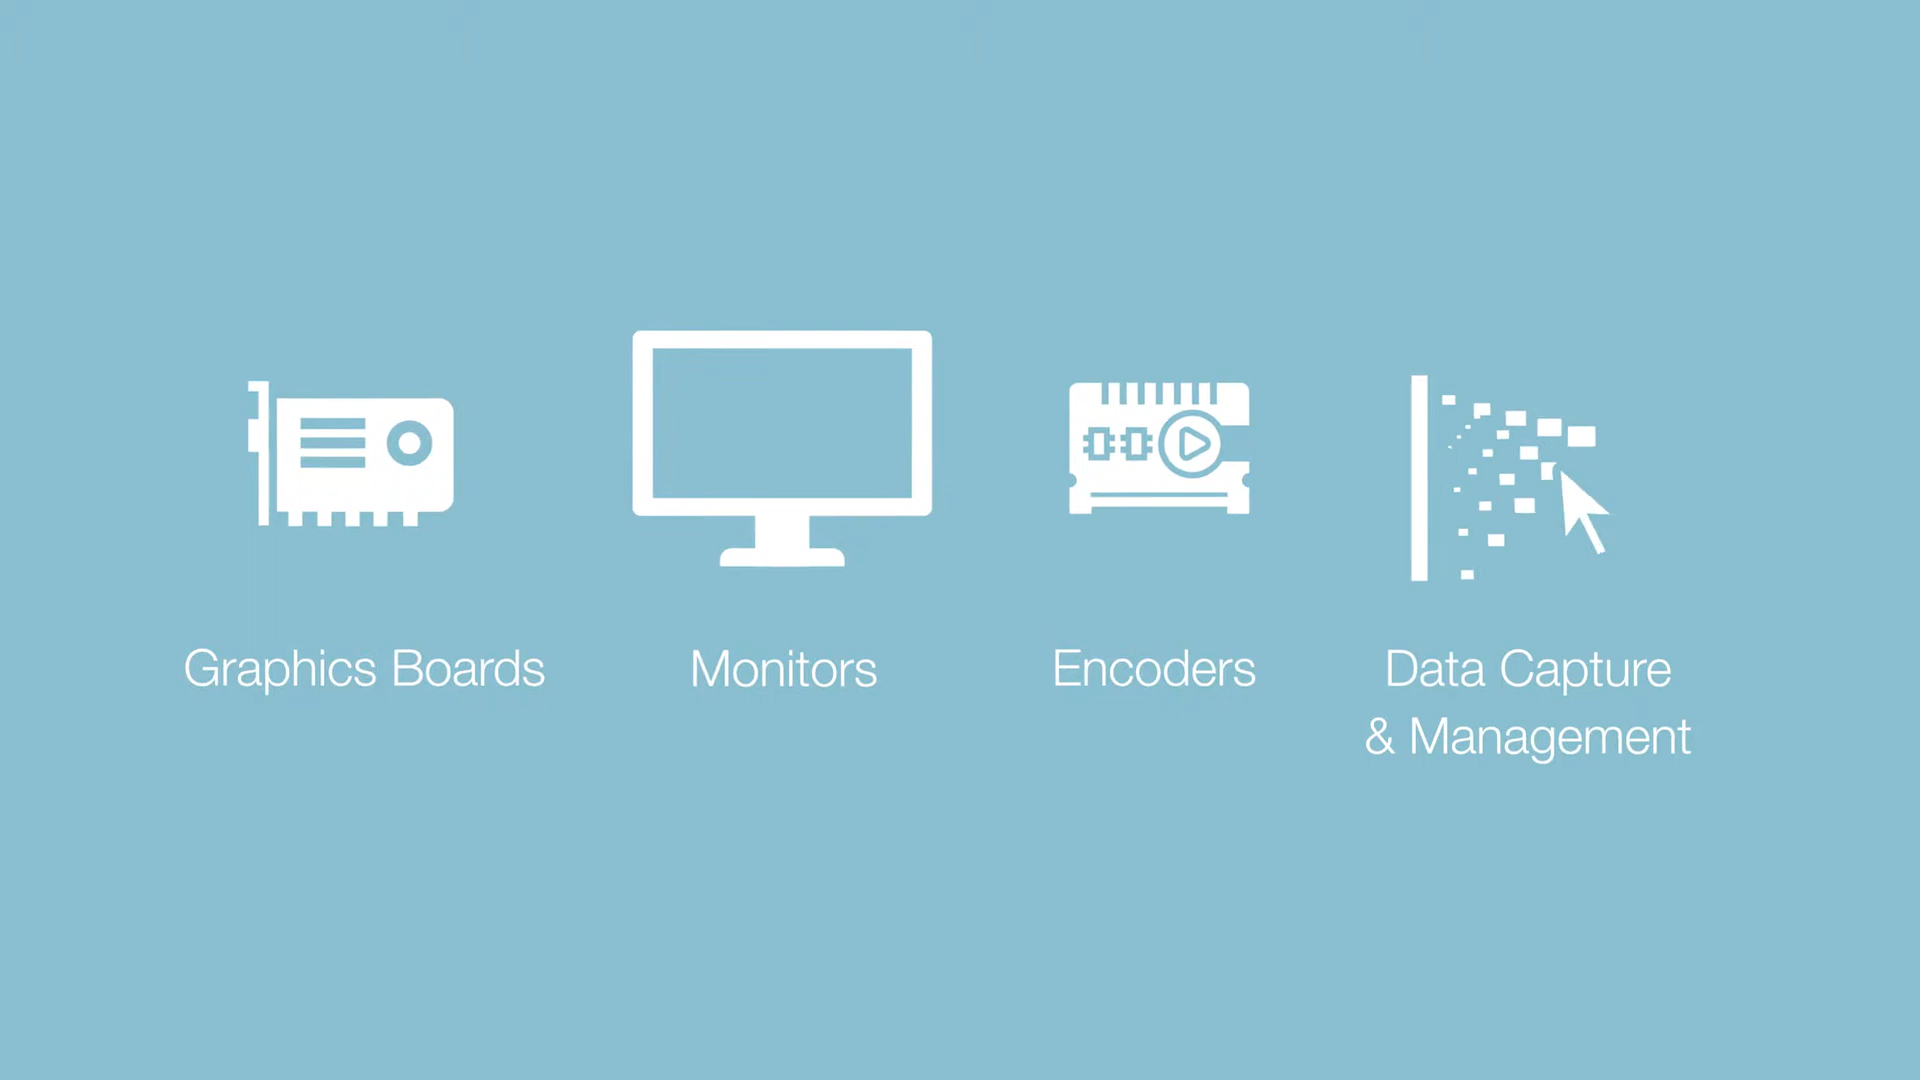 Graphics Boards
Monitors
Encoders
Data Capture
& Management